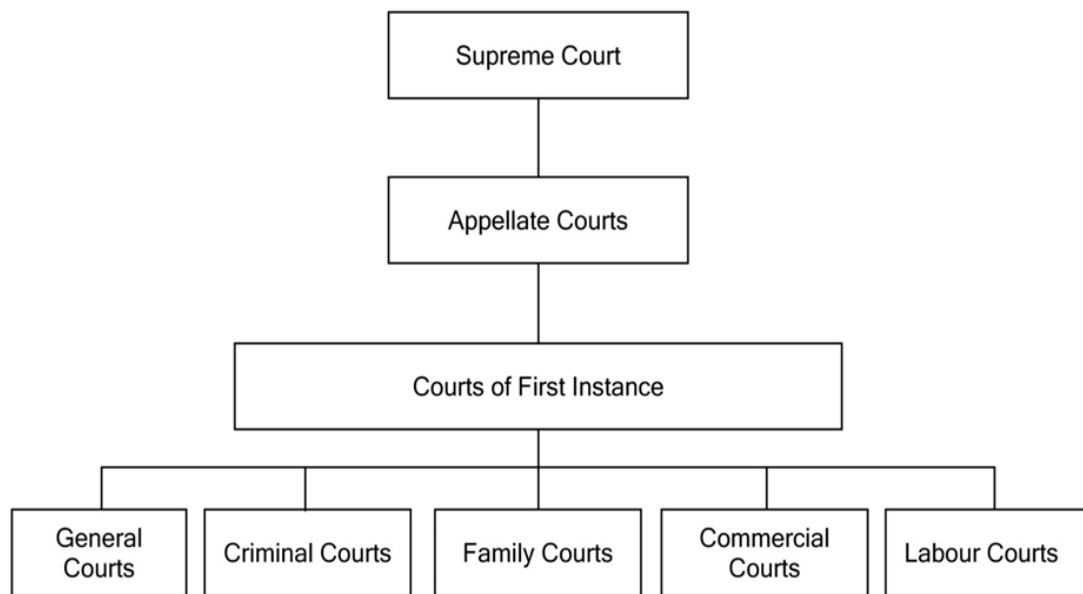 Supreme Court
Appellate Courts
Courts of First Instance
General
Courts
Criminal Courts
Family Courts
Commercial
Courts
Labour Courts